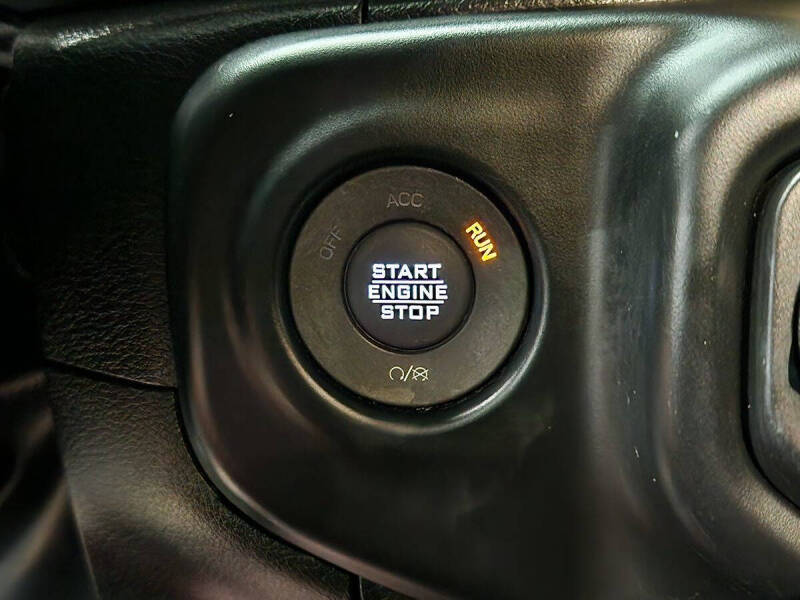 ACC
OFF
RUN
START
ENGINE
STOP